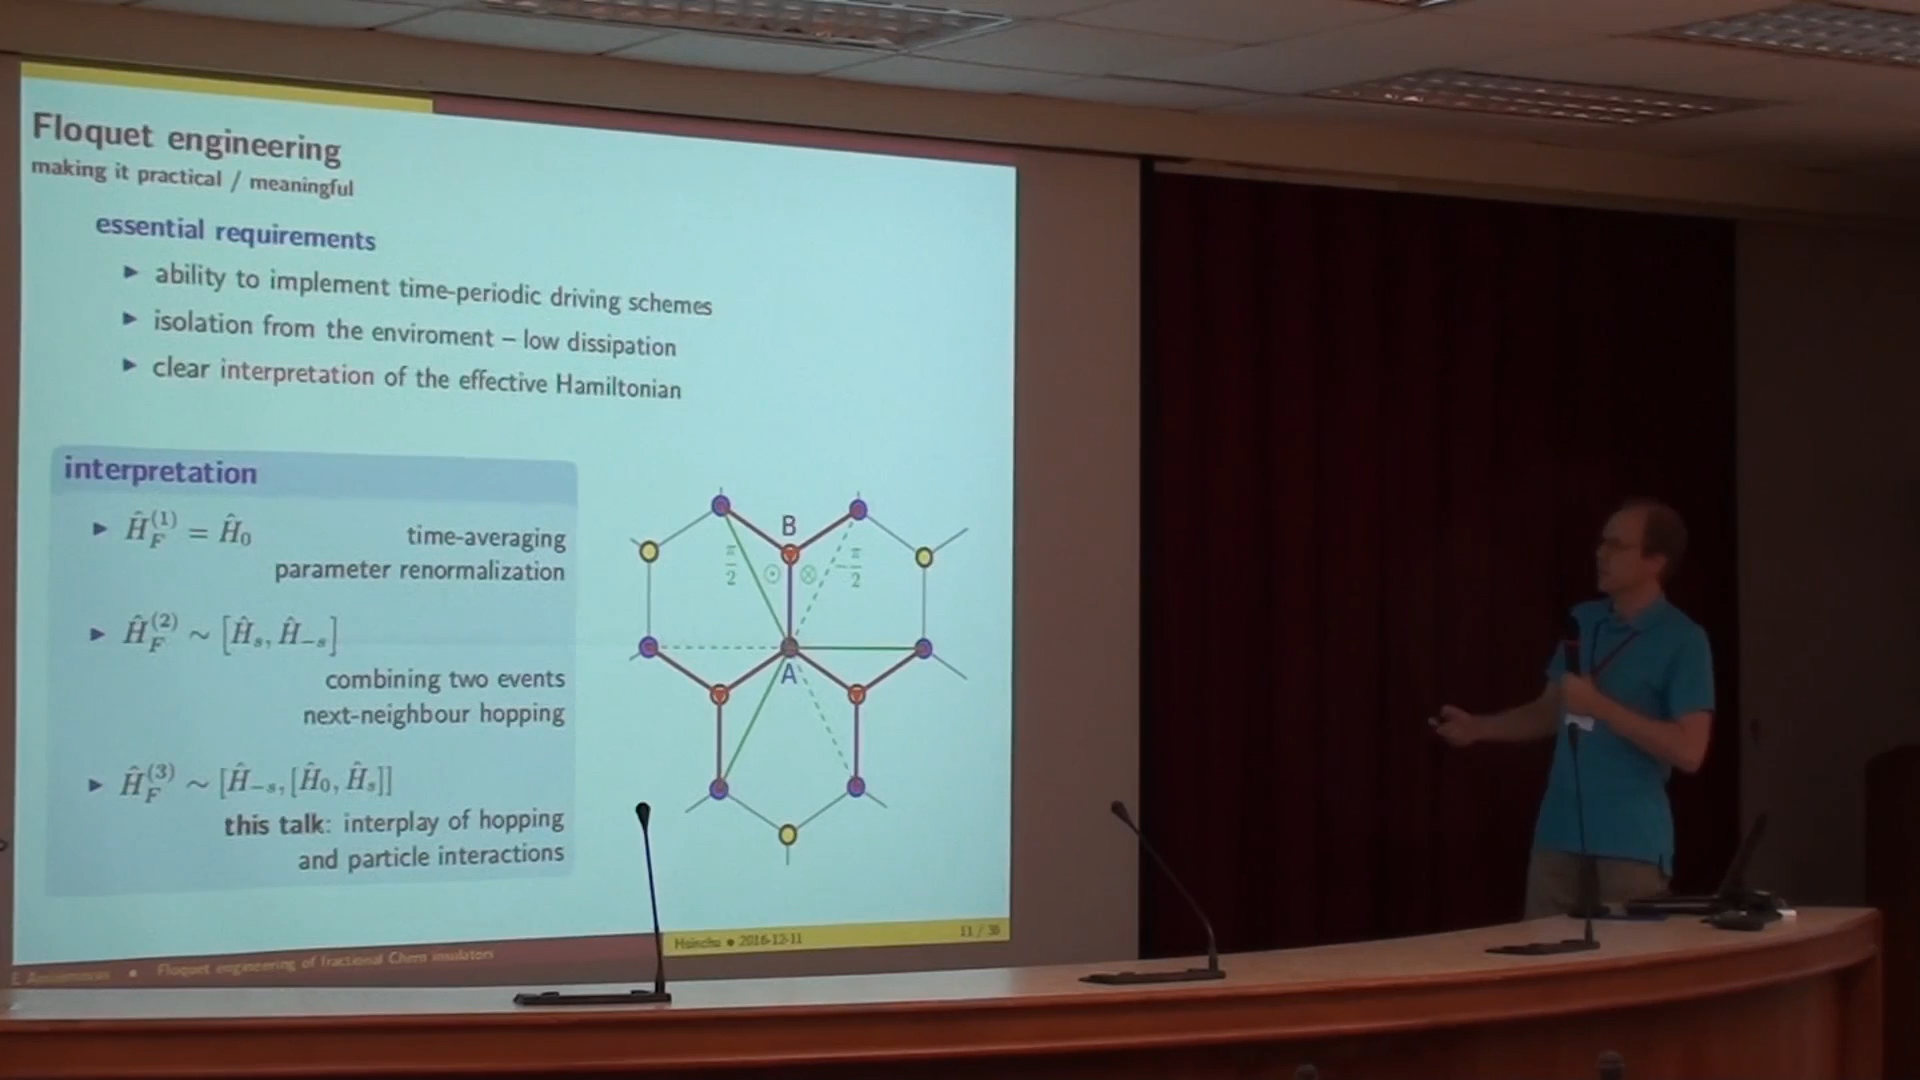 Floquet engineering
making it practical / meaningful
essential requirements
► ability to implement time-periodic driving schemes
► isolation from the enviroment – low dissipation
► clear interpretation of the effective Hamiltonian
interpretation
► Ĥ_F^(1) = Ĥ_0 time-averaging
parameter renormalization
► Ĥ_F^(2) ~ [Ĥ_s, Ĥ_−s]
combining two events
next-neighbour hopping
► Ĥ_F^(3) ~ [Ĥ_−s, [Ĥ_0, Ĥ_s]]
this talk: interplay of hopping
and particle interactions
B
π/2 ⊙ ⊗ −π/2
A
Floquet engineering of fractional Chern insulators
Hsinchu • 2016-12-11
11 /